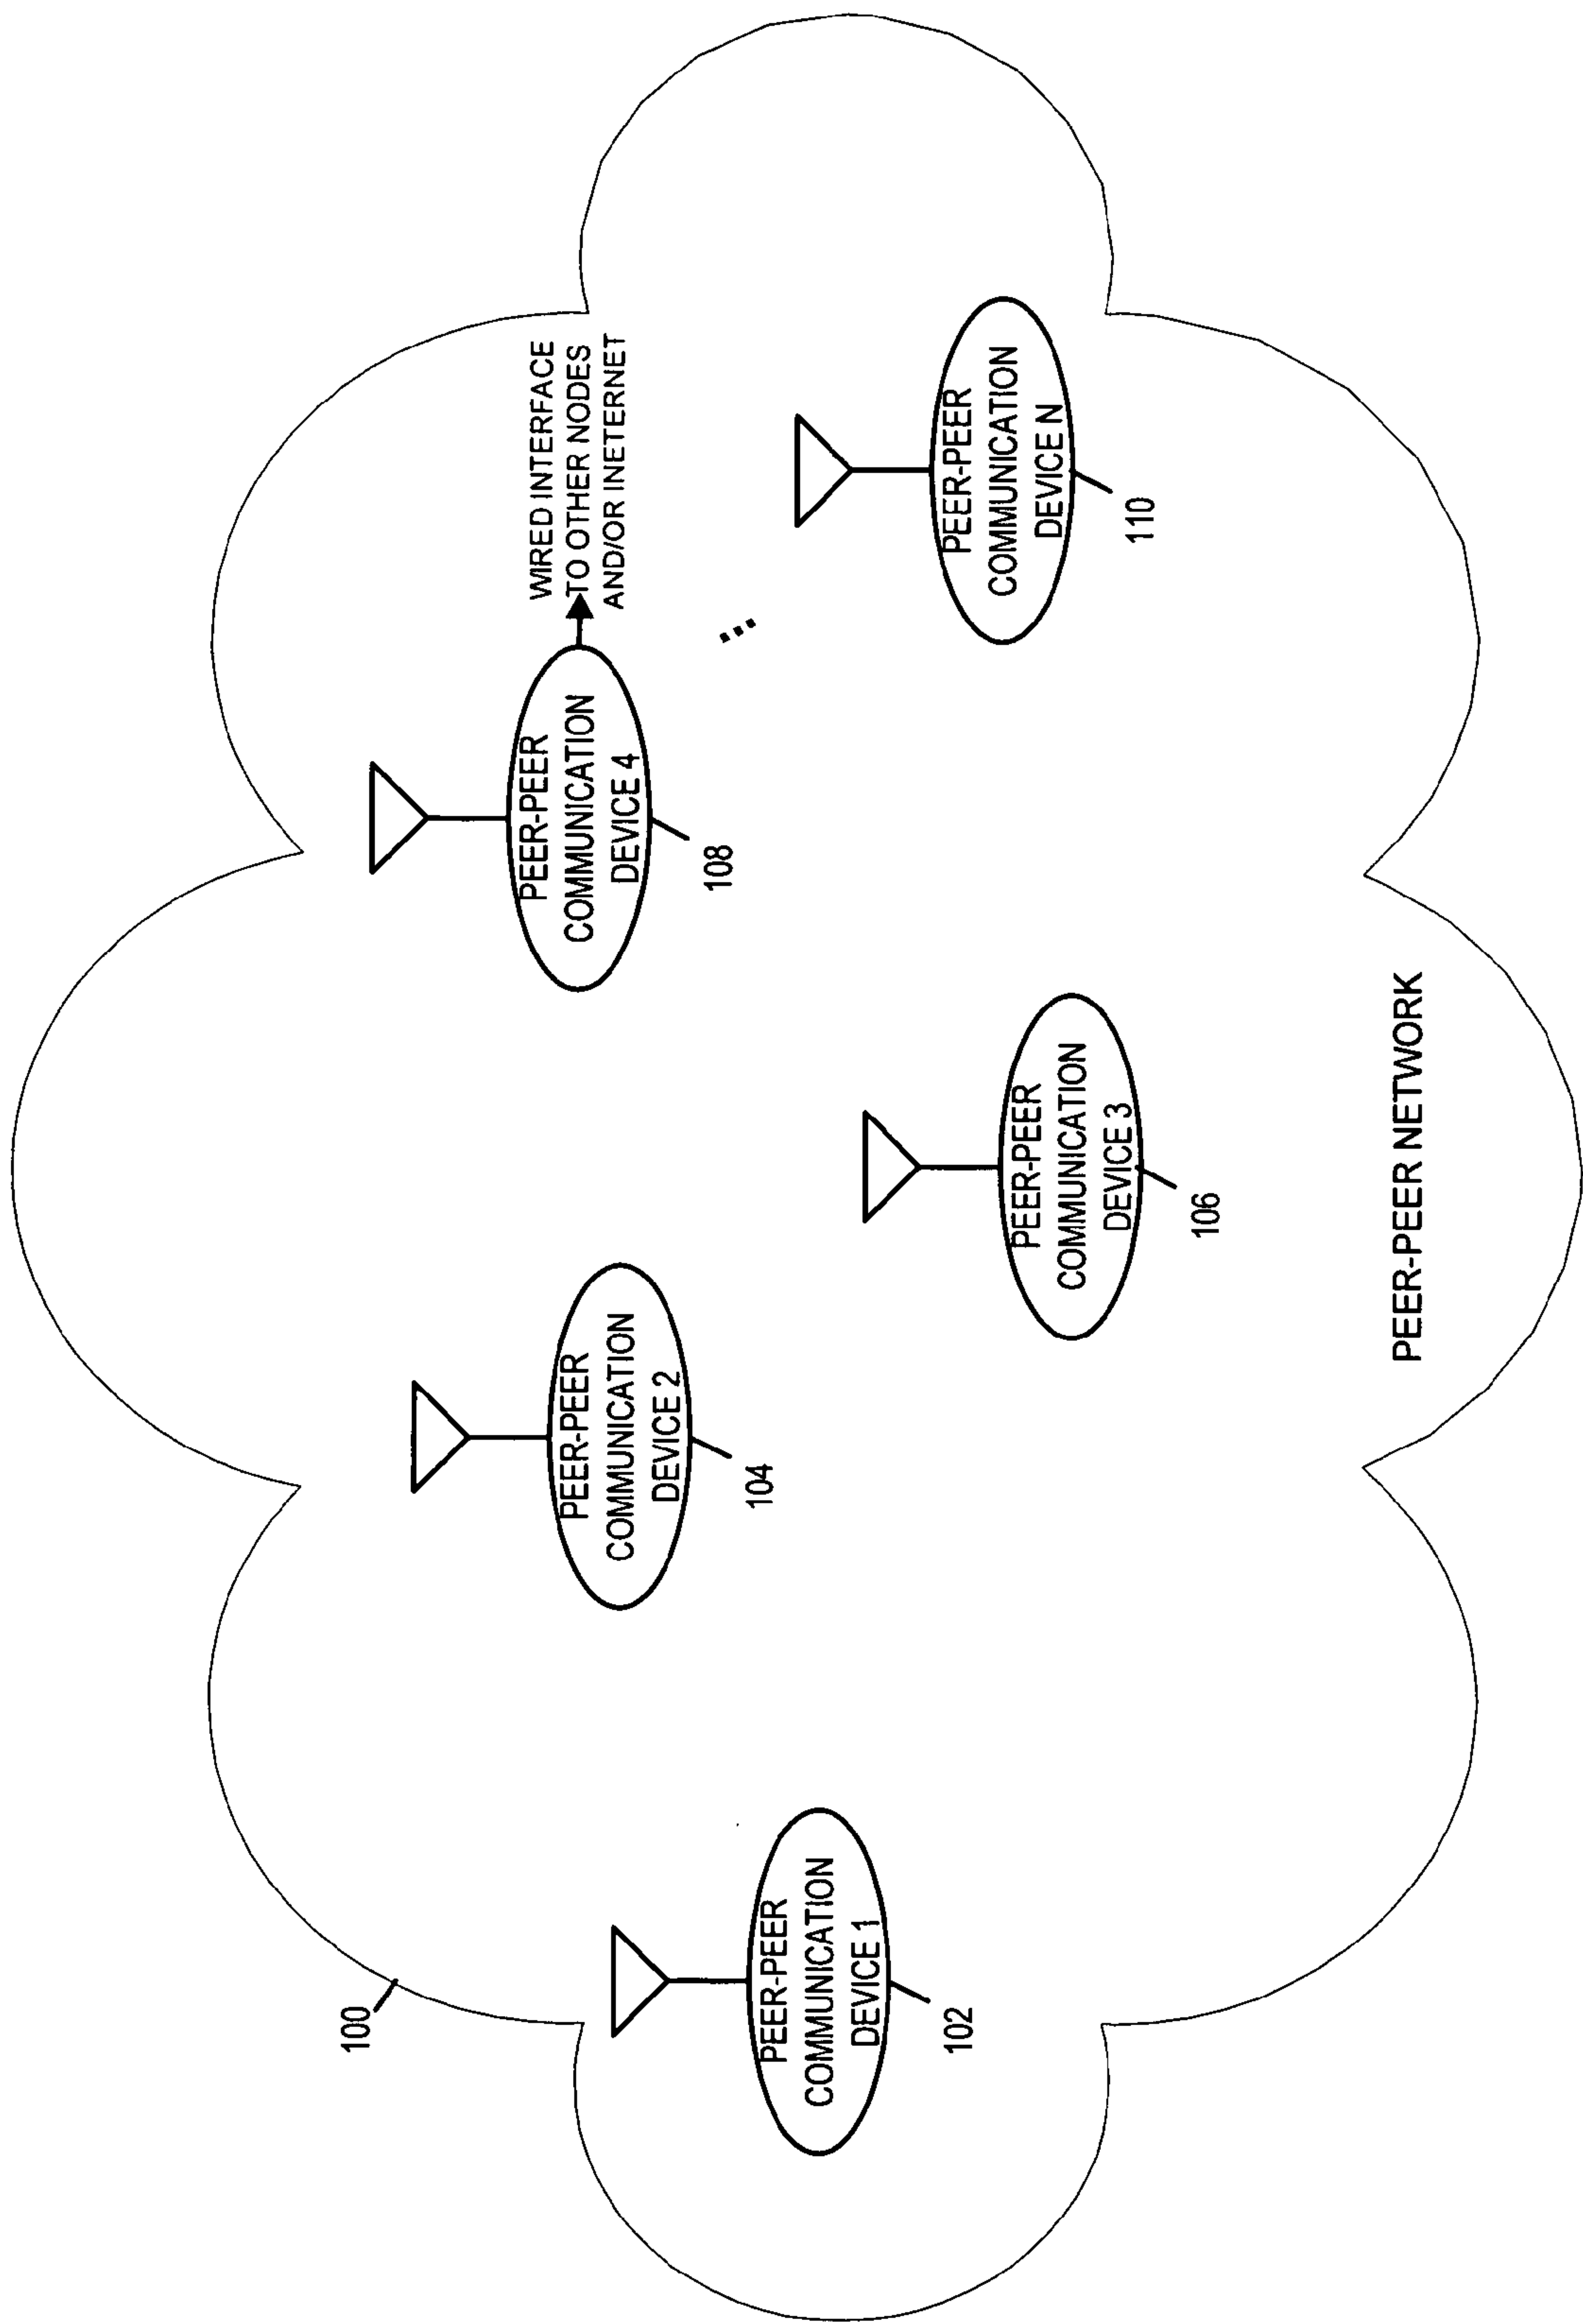 100
PEER-PEER
COMMUNICATION
DEVICE 1
102
PEER-PEER
COMMUNICATION
DEVICE 2
104
PEER-PEER
COMMUNICATION
DEVICE 3
106
PEER-PEER
COMMUNICATION
DEVICE 4
108
WIRED INTERFACE
TO OTHER NODES
AND/OR INETERNET
PEER-PEER
COMMUNICATION
DEVICE N
110
PEER-PEER NETWORK